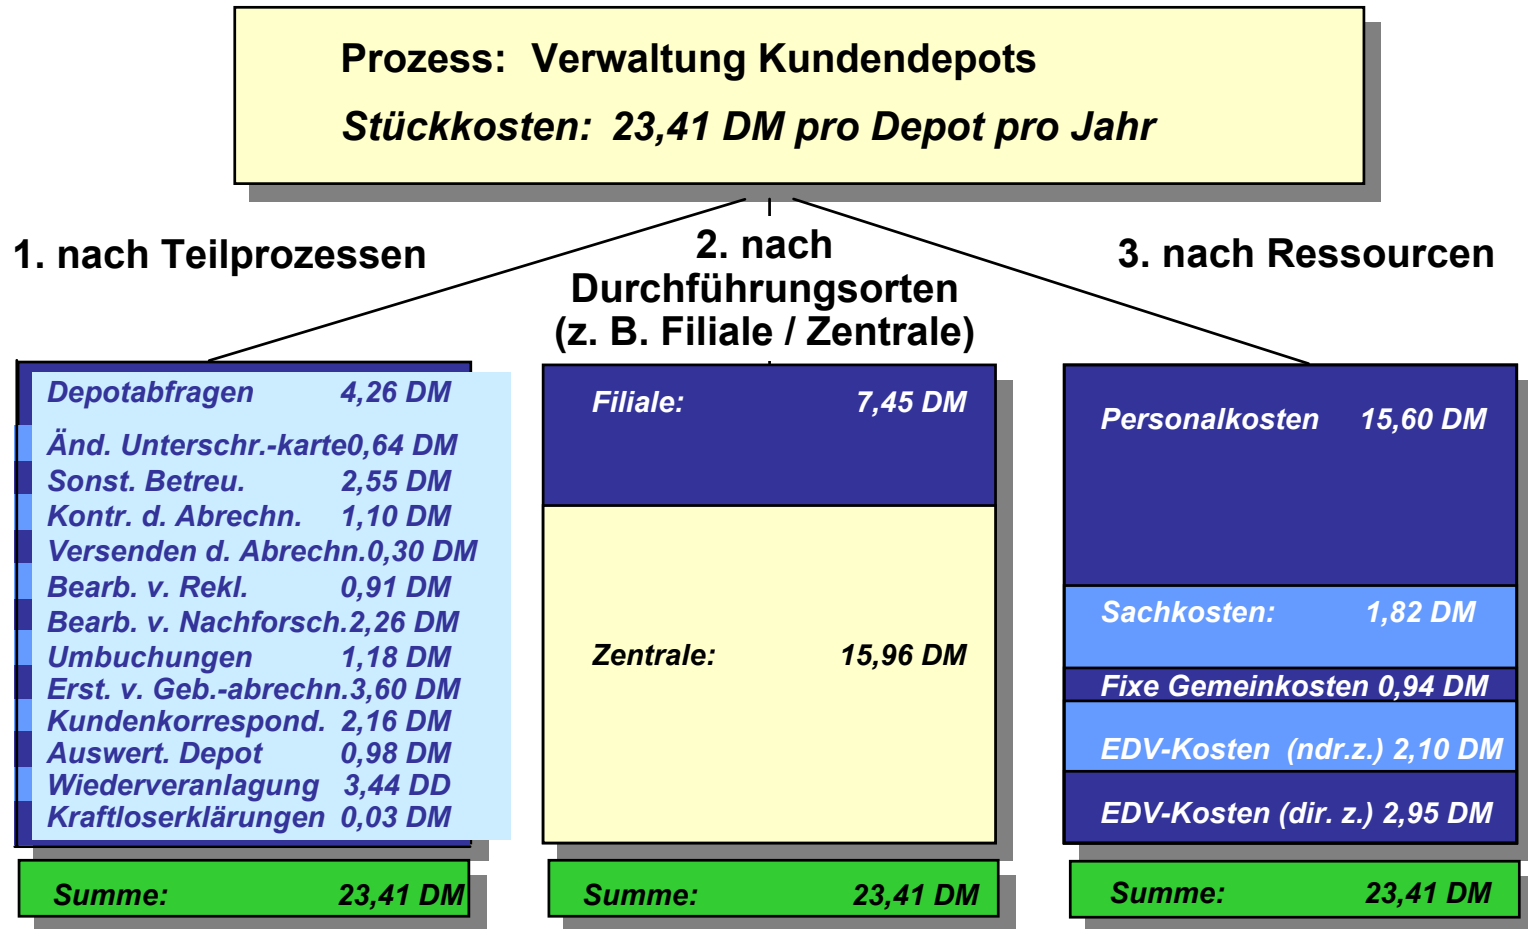 Prozess: Verwaltung Kundendepots
Stückkosten: 23,41 DM pro Depot pro Jahr
1. nach Teilprozessen
2. nach
Durchführungsorten
(z. B. Filiale / Zentrale)
3. nach Ressourcen
Depotabfragen 4,26 DM
Änd. Unterschr.-karte0,64 DM
Sonst. Betreu. 2,55 DM
Kontr. d. Abrechn. 1,10 DM
Versenden d. Abrechn.0,30 DM
Bearb. v. Rekl. 0,91 DM
Bearb. v. Nachforsch.2,26 DM
Umbuchungen 1,18 DM
Erst. v. Geb.-abrechn.3,60 DM
Kundenkorrespond. 2,16 DM
Auswert. Depot 0,98 DM
Wiederveranlagung 3,44 DD
Kraftloserklärungen 0,03 DM
Summe: 23,41 DM
Filiale: 7,45 DM
Zentrale: 15,96 DM
Summe: 23,41 DM
Personalkosten 15,60 DM
Sachkosten: 1,82 DM
Fixe Gemeinkosten 0,94 DM
EDV-Kosten (ndr.z.) 2,10 DM
EDV-Kosten (dir. z.) 2,95 DM
Summe: 23,41 DM